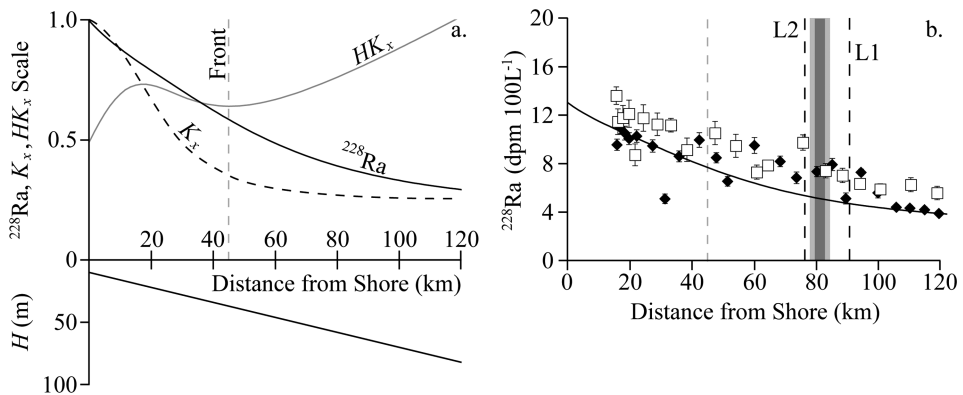 a.
²²⁸Ra, Kₓ, HKₓ Scale
1.0
0.5
0
Front
HKₓ
Kₓ
²²⁸Ra
20 40 60 80 100 120
Distance from Shore (km)
H (m)
50
100
b.
²²⁸Ra (dpm 100L⁻¹)
20
16
12
8
4
0
L2
L1
0 20 40 60 80 100 120
Distance from Shore (km)